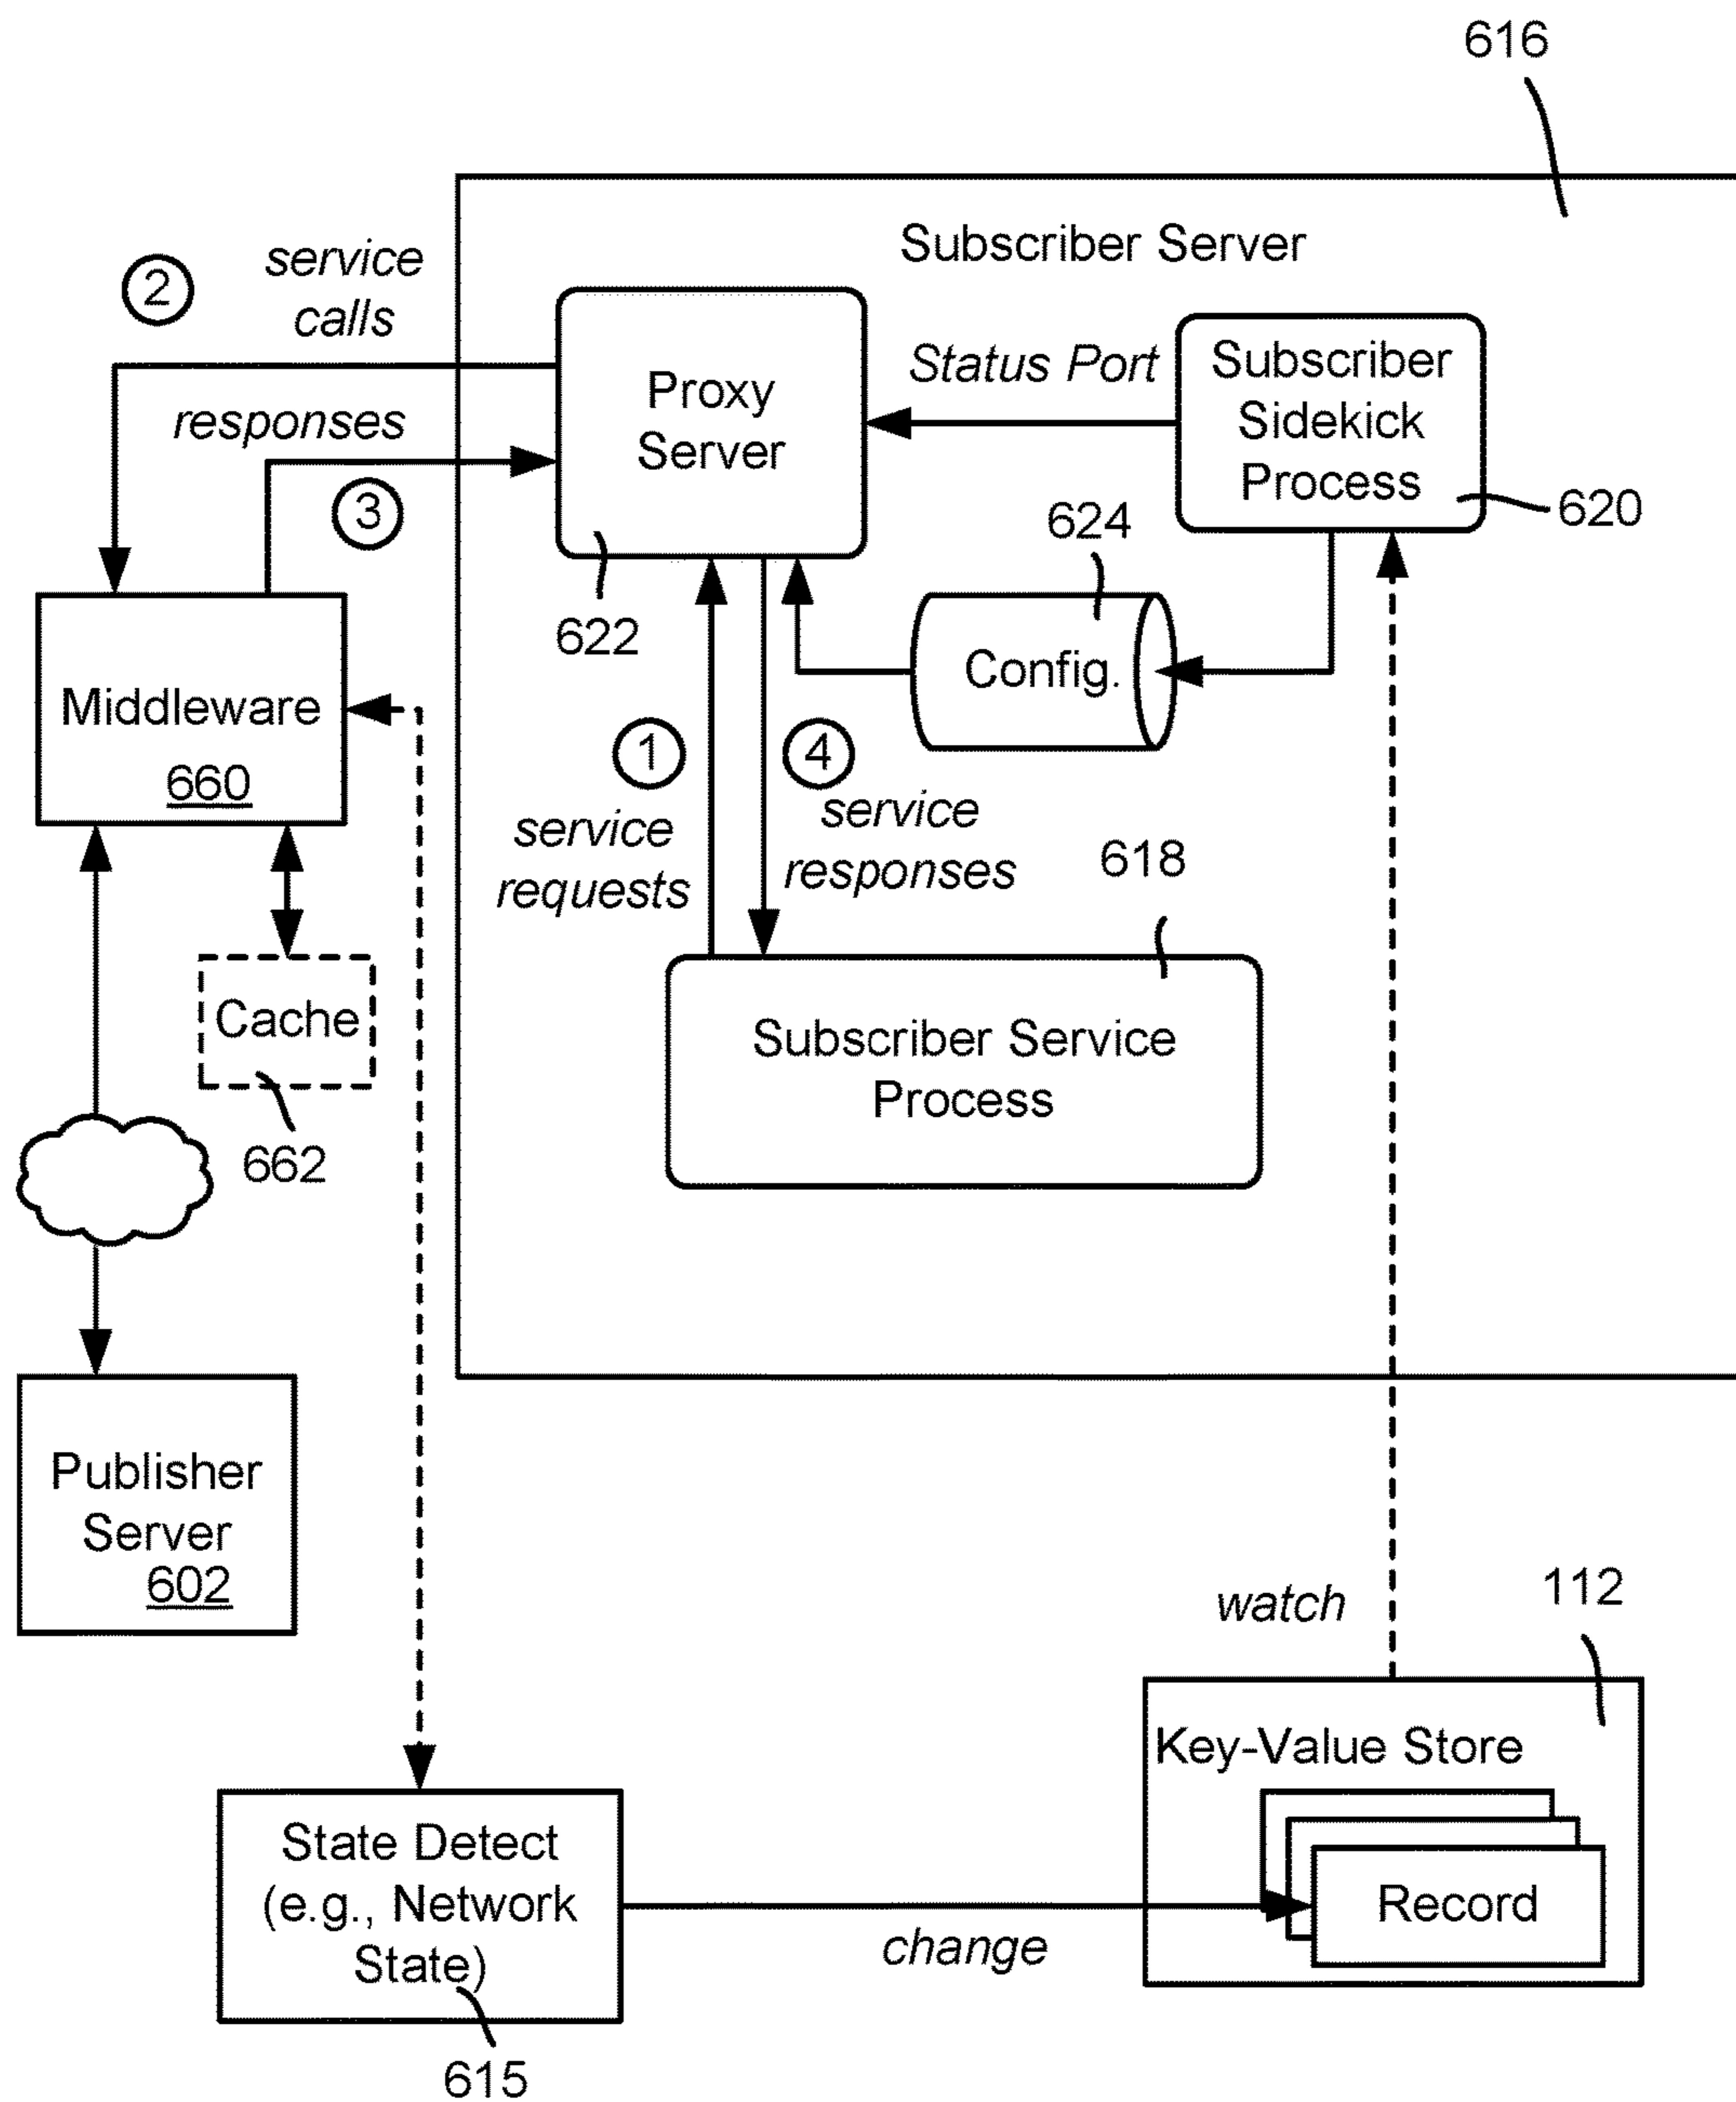 616
Subscriber Server
2
service
calls
Proxy
Server
Status Port
Subscriber
Sidekick
Process
responses
3
620
624
622
Config.
Middleware
660
1
4
service
requests
service
responses
618
Cache
Subscriber Service
Process
662
Publisher
Server
602
watch
112
Key-Value Store
State Detect
(e.g., Network
State)
Record
change
615